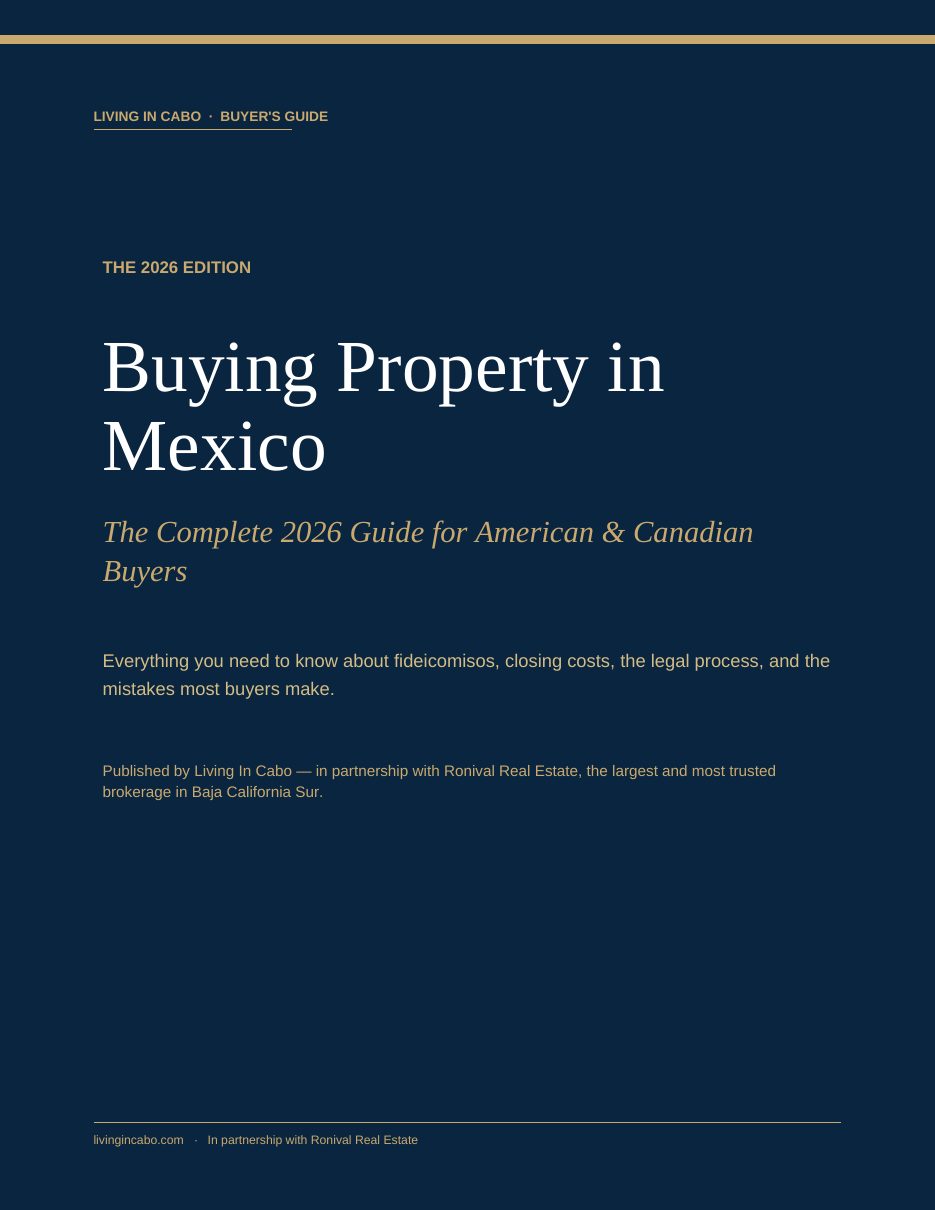 LIVING IN CABO · BUYER'S GUIDE
THE 2026 EDITION
Buying Property in
Mexico
The Complete 2026 Guide for American & Canadian
Buyers
Everything you need to know about fideicomisos, closing costs, the legal process, and the
mistakes most buyers make.
Published by Living In Cabo — in partnership with Ronival Real Estate, the largest and most trusted
brokerage in Baja California Sur.
livingincabo.com · In partnership with Ronival Real Estate